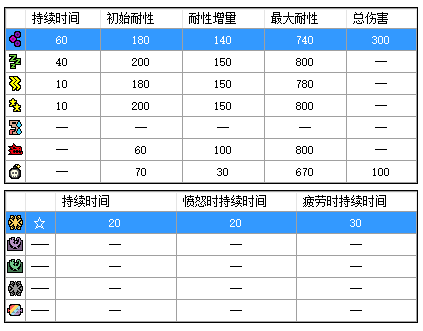 持续时间 初始耐性 耐性增量 最大耐性 总伤害
60 180 140 740 300
40 200 150 800 —
10 180 150 780 —
10 200 150 800 —
— — — — —
— 60 100 800 —
— 70 30 670 100
持续时间 愤怒时持续时间 疲劳时持续时间
☆ 20 20 30
— — — —
— — — —
— — — —
— — — —